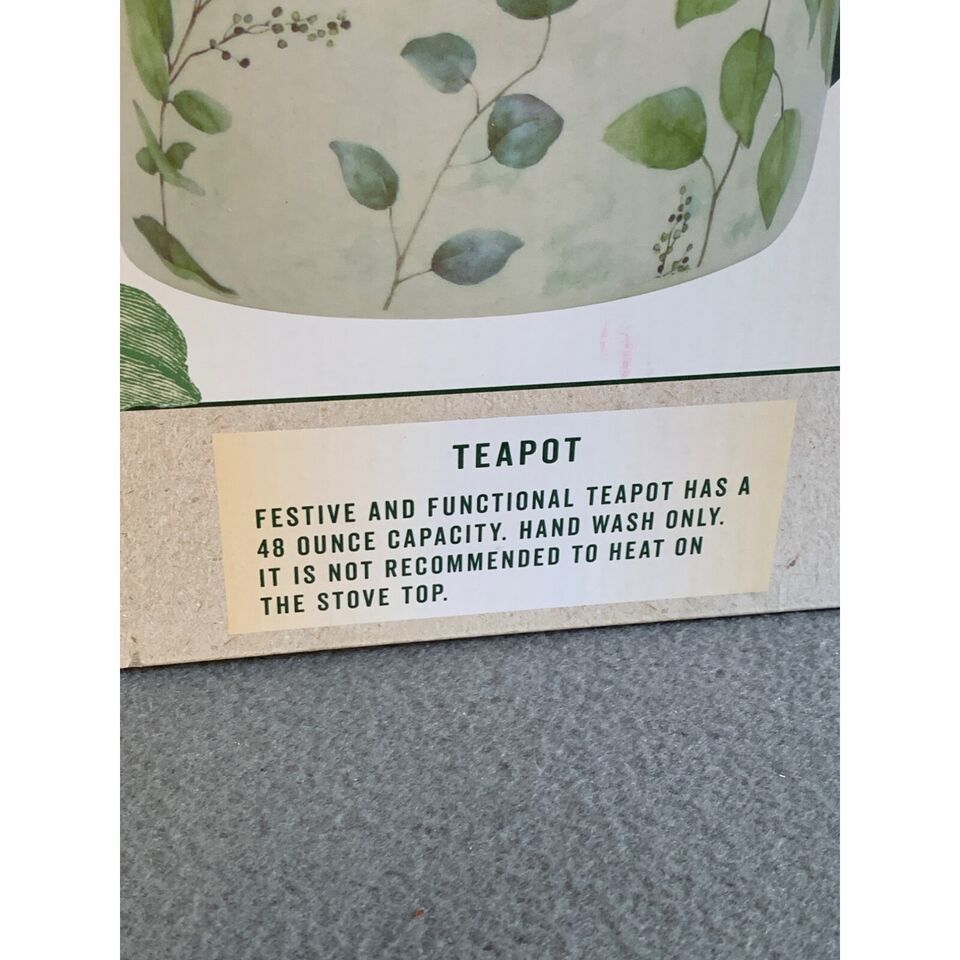 TEAPOT
FESTIVE AND FUNCTIONAL TEAPOT HAS A
48 OUNCE CAPACITY. HAND WASH ONLY.
IT IS NOT RECOMMENDED TO HEAT ON
THE STOVE TOP.